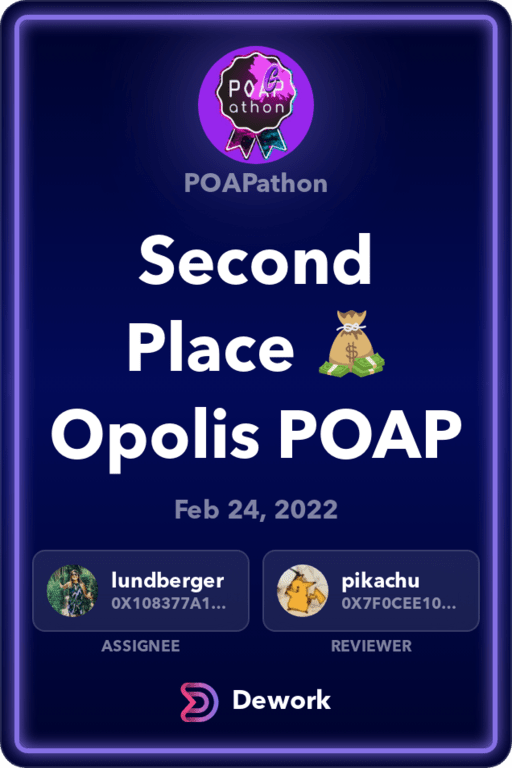 POAP
athon
POAPathon
Second
Place 💰
Opolis POAP
Feb 24, 2022
lundberger
0X108377A1...
pikachu
0X7F0CEE10...
ASSIGNEE
REVIEWER
Dework